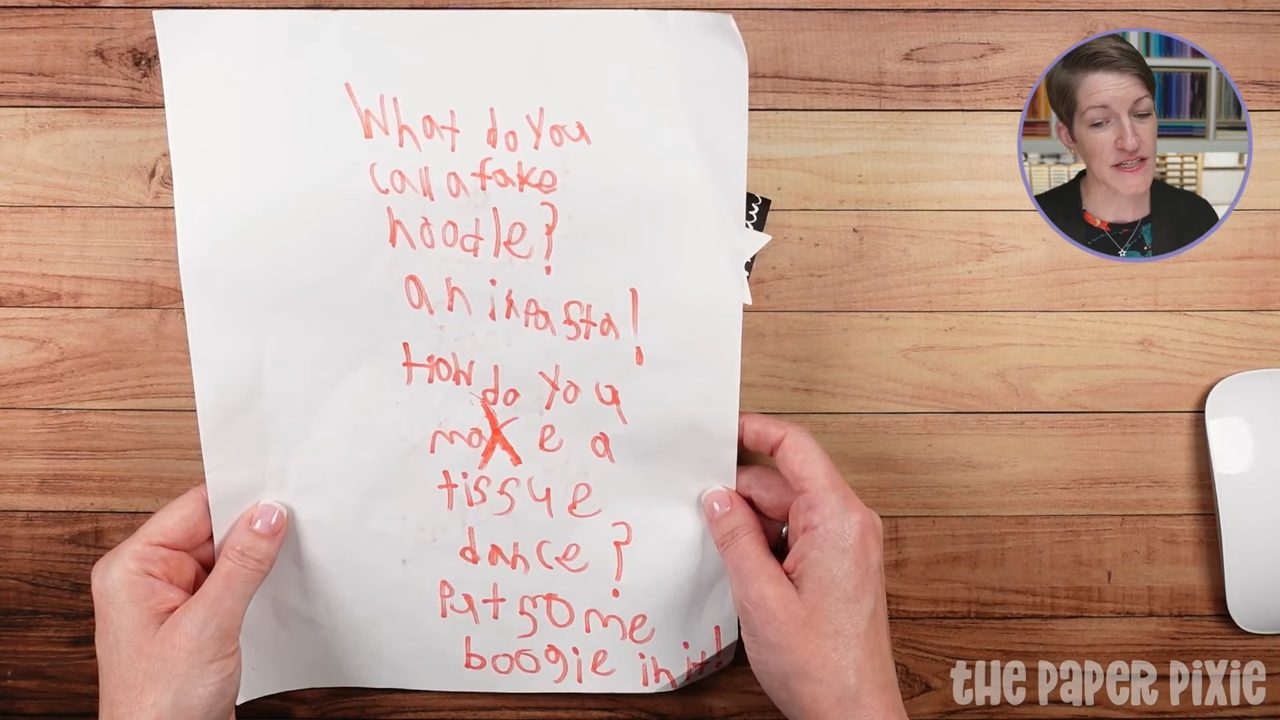 What do you
call a fake
noodle?
an inpasta!
How do you
make a
tissue
dance?
Put some
boogie in it!
THE PAPER PIXIE